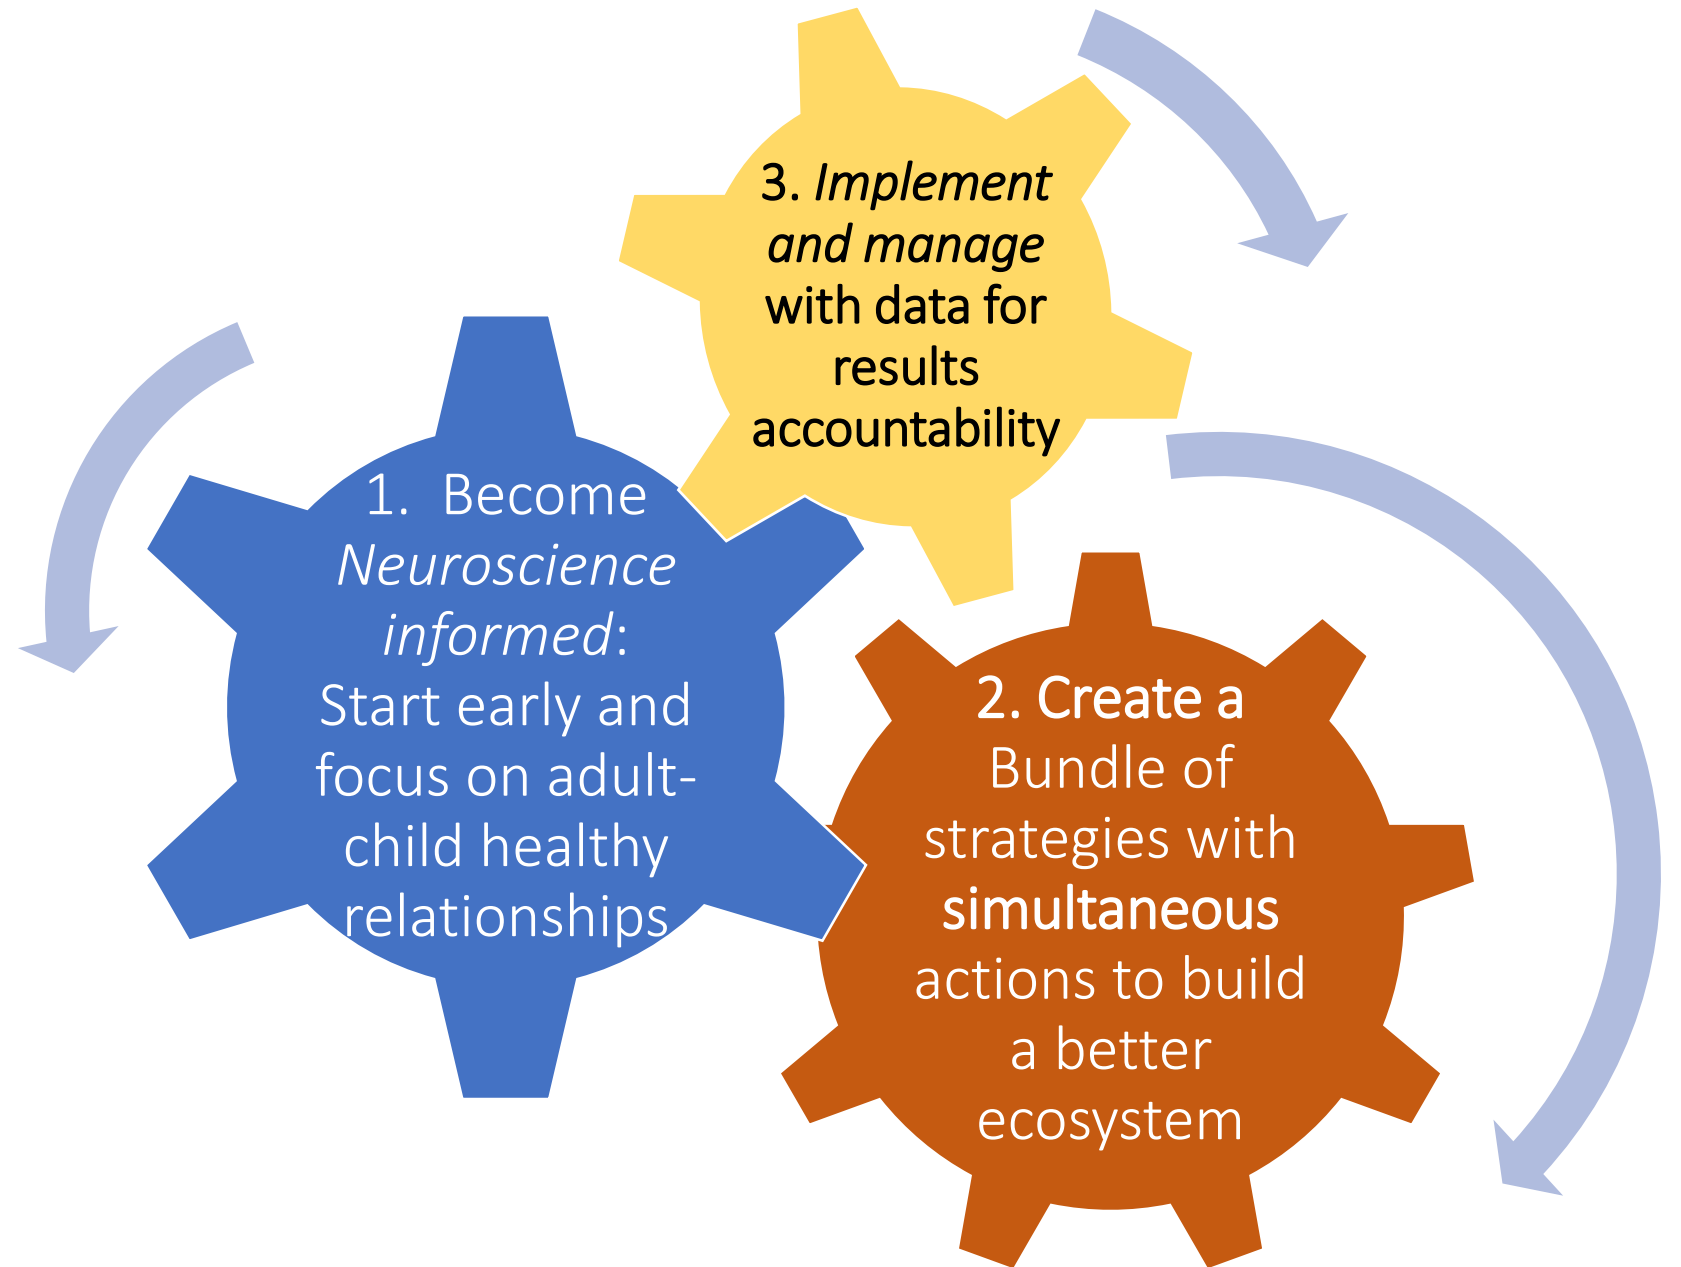 3. Implement
and manage
with data for
results
accountability
1. Become
Neuroscience
informed:
Start early and
focus on adult-
child healthy
relationships
2. Create a
Bundle of
strategies with
simultaneous
actions to build
a better
ecosystem